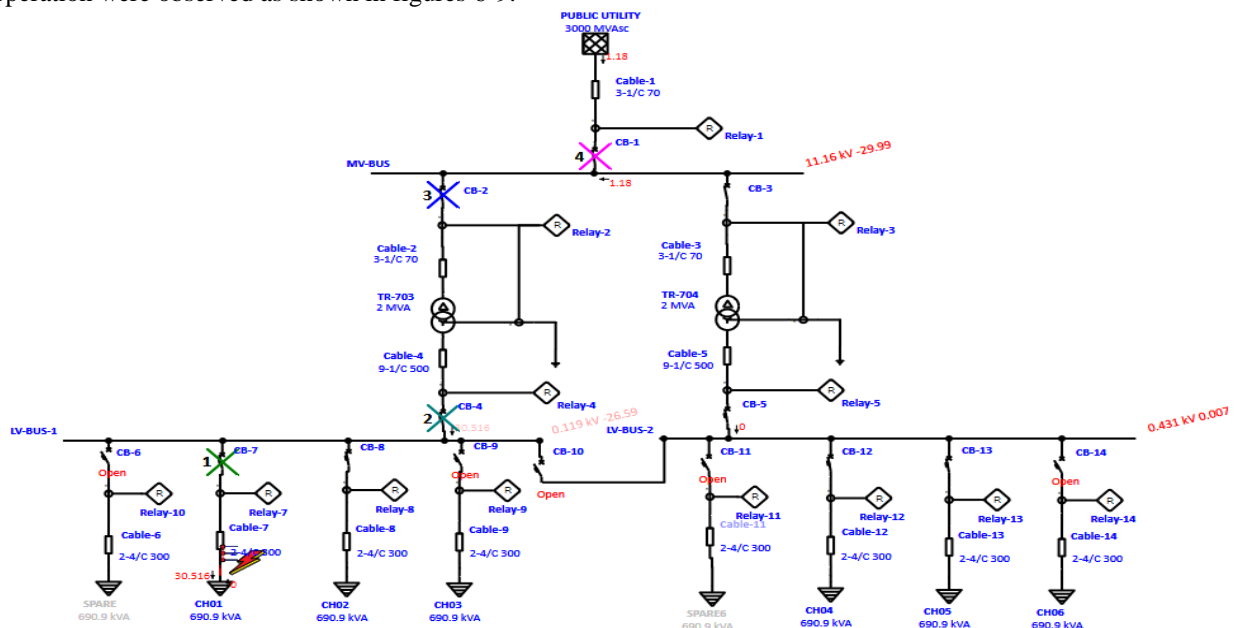 operation were observed as shown in figures 6-9.
PUBLIC UTILITY
3000 MVAsc
1.18
Cable-1
3-1/C 70
R
Relay-1
CB-1
4
MV-BUS
11.16 kV -29.99
1.18
3
CB-2
CB-3
R
Relay-2
R
Relay-3
Cable-2
3-1/C 70
Cable-3
3-1/C 70
TR-703
2 MVA
TR-704
2 MVA
Cable-4
9-1/C 500
Cable-5
9-1/C 500
R
Relay-4
R
Relay-5
2
CB-4
CB-5
30.516
0.119 kV -26.59
0
0.431 kV 0.007
LV-BUS-1
LV-BUS-2
CB-6
Open
1
CB-7
CB-8
CB-9
Open
CB-10
Open
CB-11
Open
CB-12
CB-13
CB-14
Open
R
Relay-10
R
Relay-7
R
Relay-8
R
Relay-9
R
Relay-11
R
Relay-12
R
Relay-13
R
Relay-14
Cable-6
2-4/C 300
Cable-7
2-4/C 300
Cable-8
2-4/C 300
Cable-9
2-4/C 300
Cable-11
2-4/C 300
Cable-12
2-4/C 300
Cable-13
2-4/C 300
Cable-14
2-4/C 300
30.516
0
SPARE
690.9 kVA
CH01
690.9 kVA
CH02
690.9 kVA
CH03
690.9 kVA
SPARE6
690.9 kVA
CH04
690.9 kVA
CH05
690.9 kVA
CH06
690.9 kVA